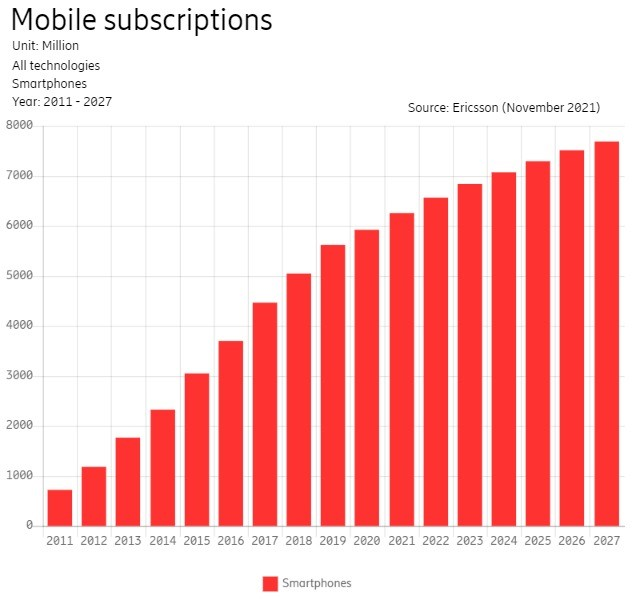 Mobile subscriptions
Unit: Million
All technologies
Smartphones
Year: 2011 - 2027
Source: Ericsson (November 2021)
8000
7000
6000
5000
4000
3000
2000
1000
0
2011 2012 2013 2014 2015 2016 2017 2018 2019 2020 2021 2022 2023 2024 2025 2026 2027
Smartphones